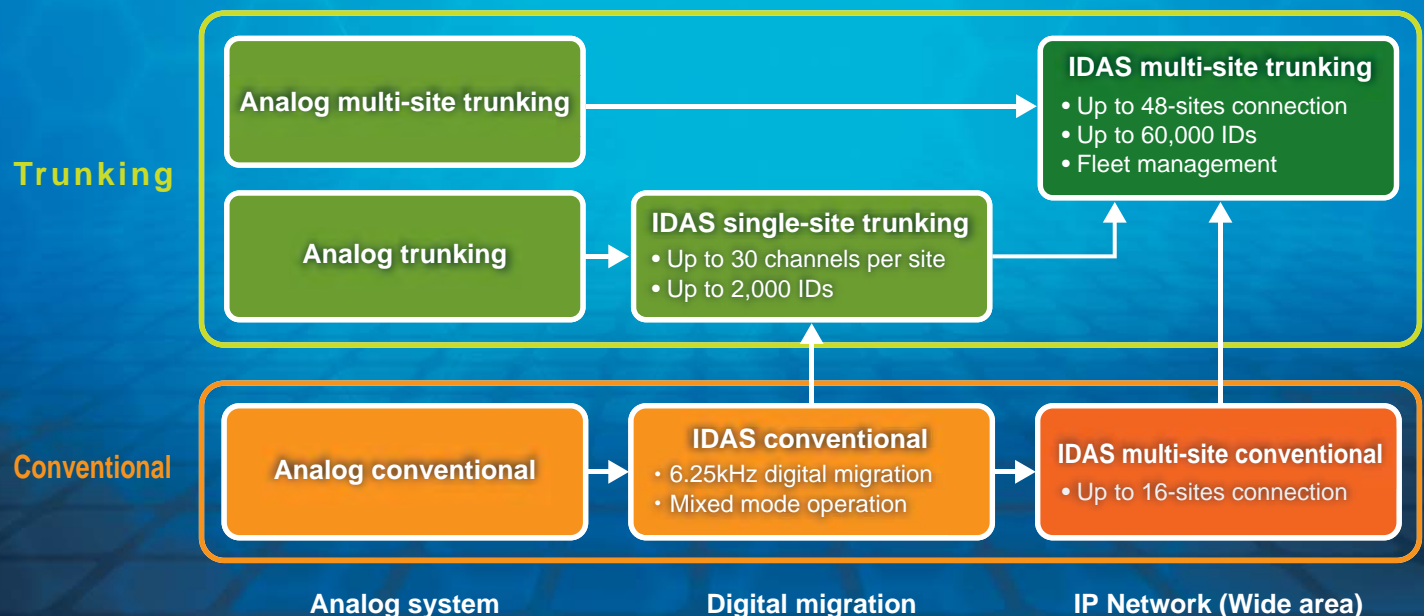 Trunking
Analog multi-site trunking
IDAS multi-site trunking
• Up to 48-sites connection
• Up to 60,000 IDs
• Fleet management
Analog trunking
IDAS single-site trunking
• Up to 30 channels per site
• Up to 2,000 IDs
Conventional
Analog conventional
IDAS conventional
・6.25kHz digital migration
・Mixed mode operation
IDAS multi-site conventional
• Up to 16-sites connection
Analog system
Digital migration
IP Network (Wide area)